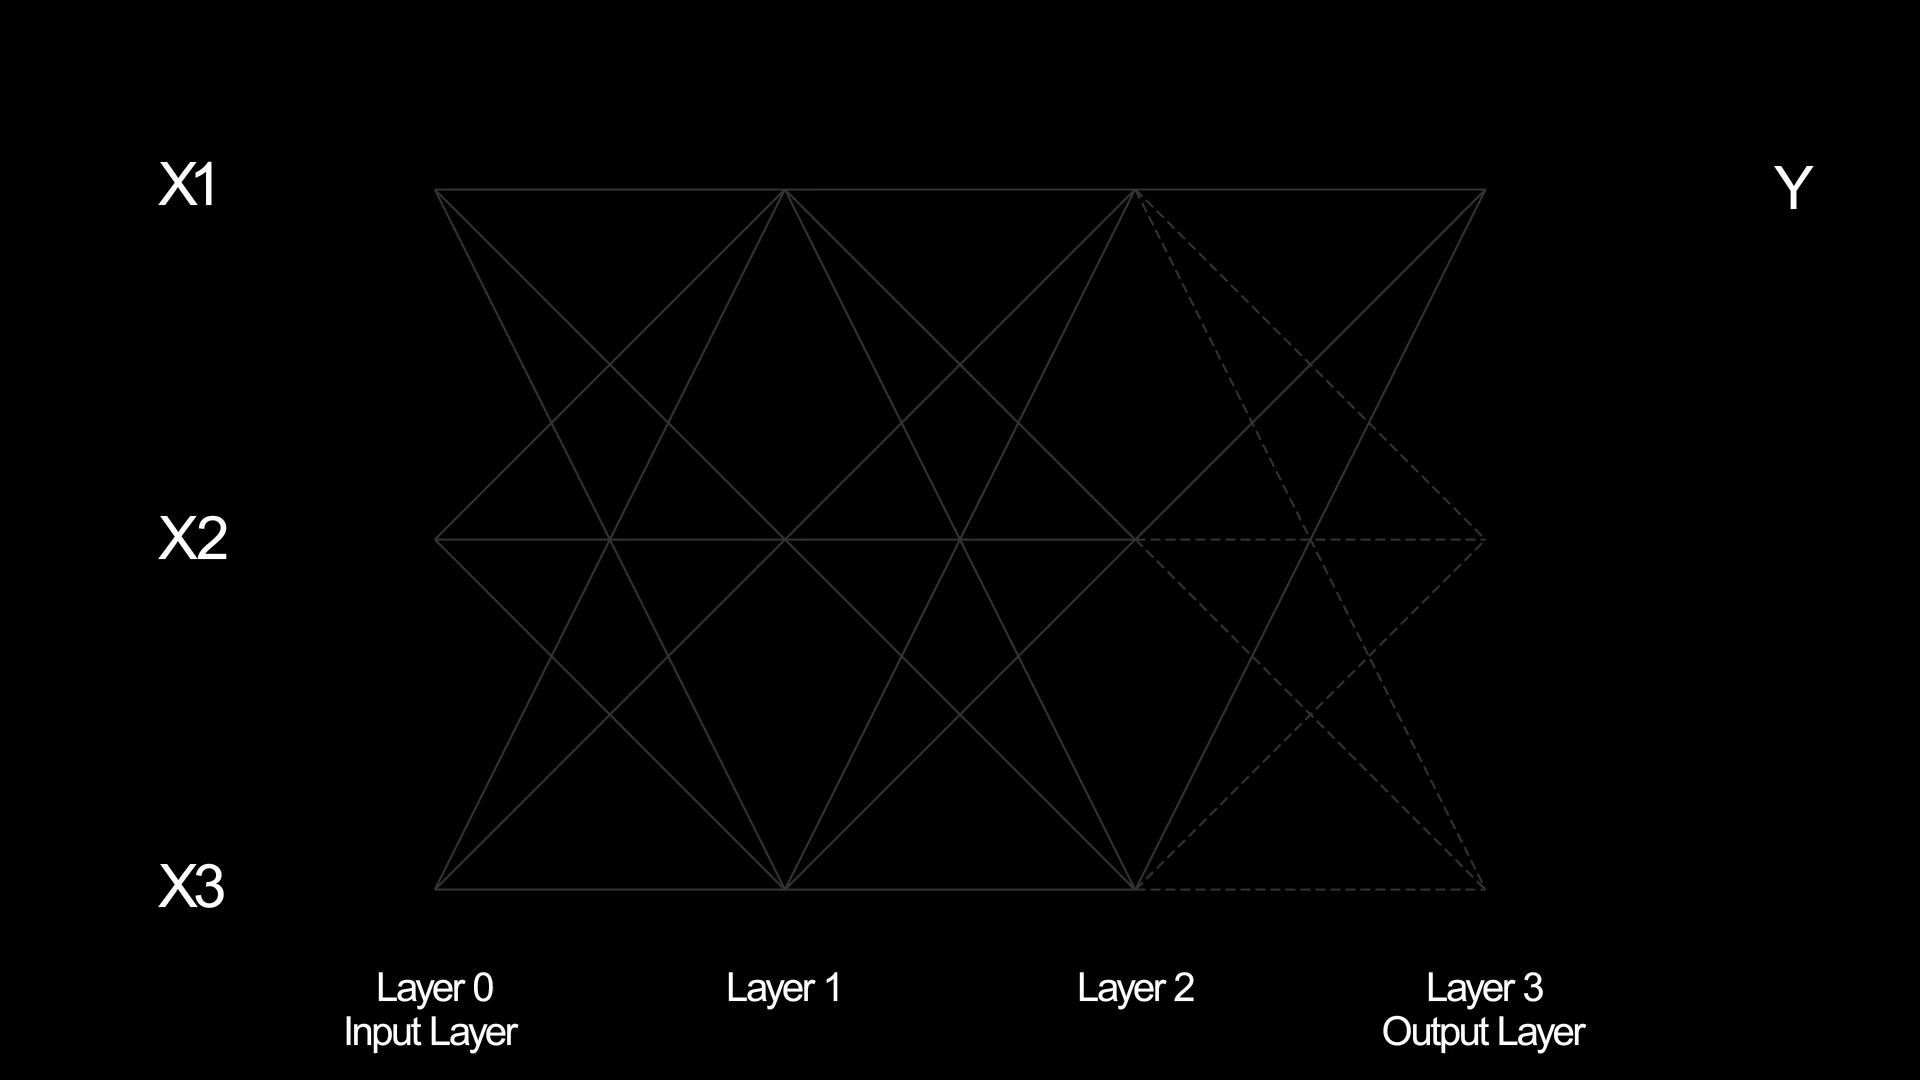 X1
Y
X2
X3
Layer 0
Input Layer
Layer 1
Layer 2
Layer 3
Output Layer